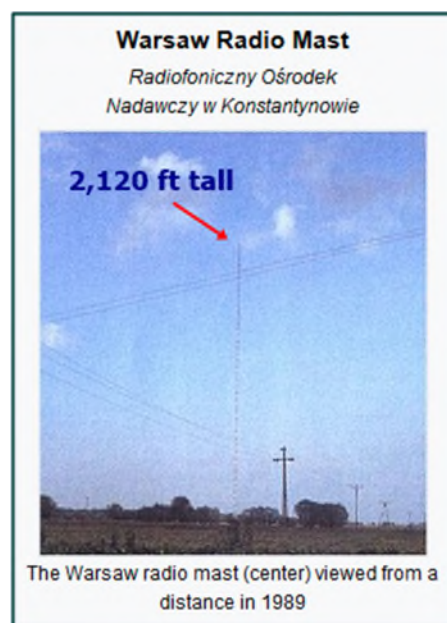 Warsaw Radio Mast
Radiofoniczny Ośrodek
Nadawczy w Konstantynowie
2,120 ft tall
The Warsaw radio mast (center) viewed from a
distance in 1989